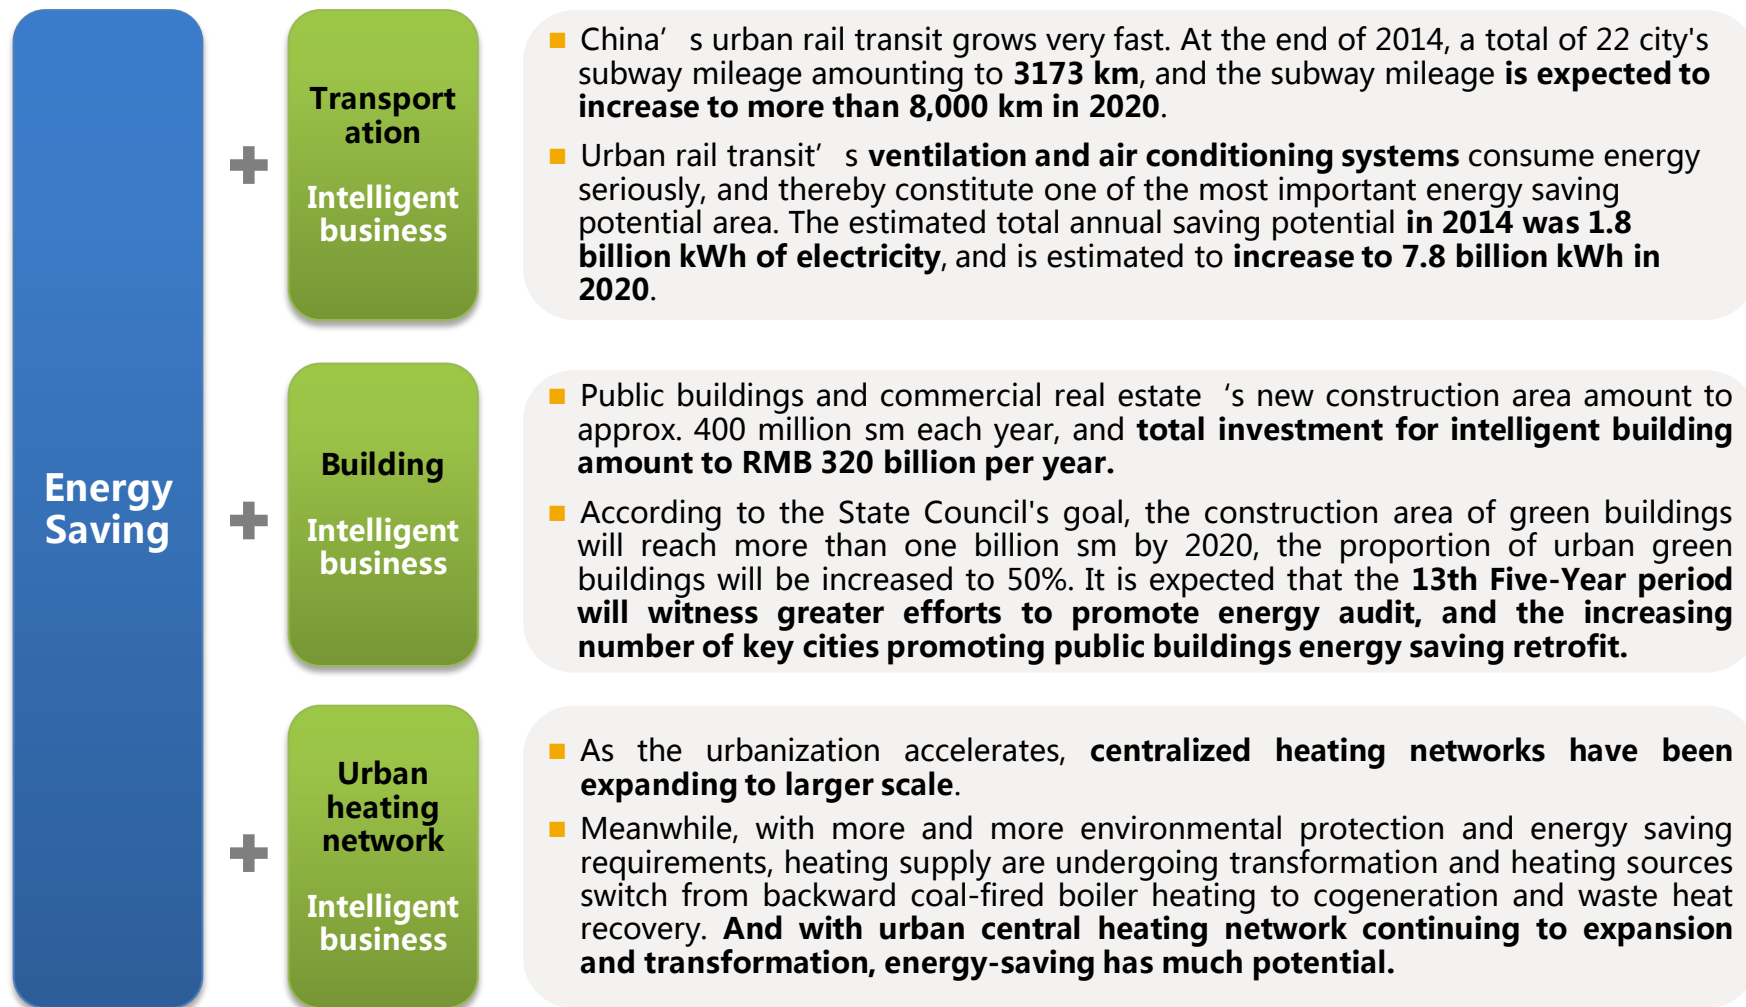 Energy
Saving
Transport
ation
Intelligent
business
■ China’s urban rail transit grows very fast. At the end of 2014, a total of 22 city's
subway mileage amounting to 3173 km, and the subway mileage is expected to
increase to more than 8,000 km in 2020.
■ Urban rail transit’s ventilation and air conditioning systems consume energy
seriously, and thereby constitute one of the most important energy saving
potential area. The estimated total annual saving potential in 2014 was 1.8
billion kWh of electricity, and is estimated to increase to 7.8 billion kWh in
2020.
Building
Intelligent
business
■ Public buildings and commercial real estate ‘s new construction area amount to
approx. 400 million sm each year, and total investment for intelligent building
amount to RMB 320 billion per year.
■ According to the State Council's goal, the construction area of green buildings
will reach more than one billion sm by 2020, the proportion of urban green
buildings will be increased to 50%. It is expected that the 13th Five-Year period
will witness greater efforts to promote energy audit, and the increasing
number of key cities promoting public buildings energy saving retrofit.
Urban
heating
network
Intelligent
business
■ As the urbanization accelerates, centralized heating networks have been
expanding to larger scale.
■ Meanwhile, with more and more environmental protection and energy saving
requirements, heating supply are undergoing transformation and heating sources
switch from backward coal-fired boiler heating to cogeneration and waste heat
recovery. And with urban central heating network continuing to expansion
and transformation, energy-saving has much potential.